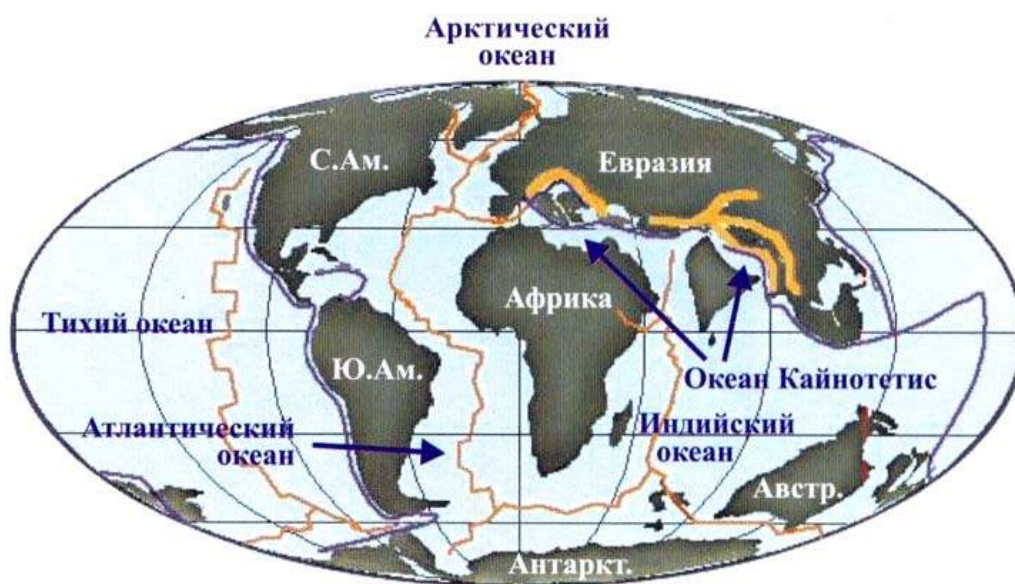 Арктический
океан
С.Ам.
Евразия
Африка
Тихий океан
Ю.Ам.
Океан Кайнотетис
Атлантический
океан
Индийский
океан
Австр.
Антаркт.